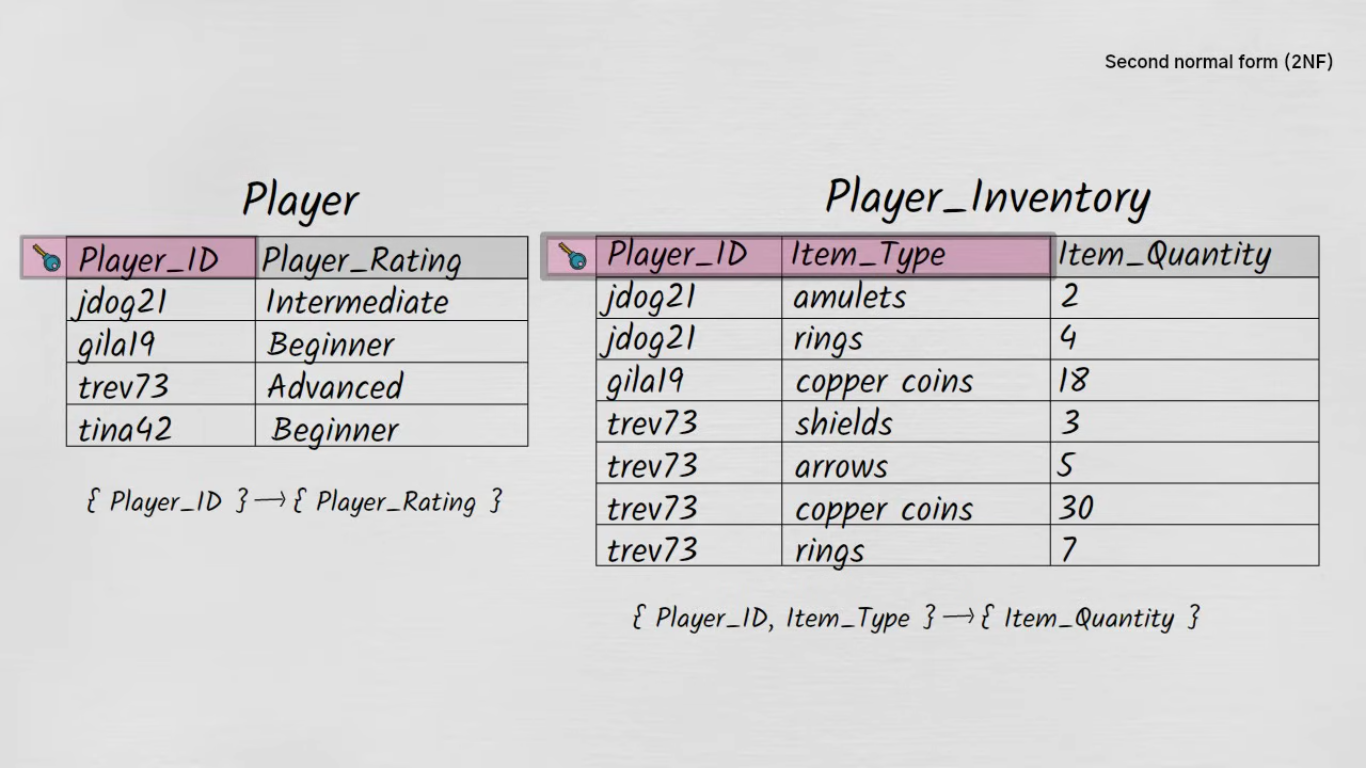 Second normal form (2NF)
Player
Player_ID Player_Rating
jdog21 Intermediate
gila19 Beginner
trev73 Advanced
tina42 Beginner
{ Player_ID } → { Player_Rating }
Player_Inventory
Player_ID Item_Type Item_Quantity
jdog21 amulets 2
jdog21 rings 4
gila19 copper coins 18
trev73 shields 3
trev73 arrows 5
trev73 copper coins 30
trev73 rings 7
{ Player_ID, Item_Type } → { Item_Quantity }